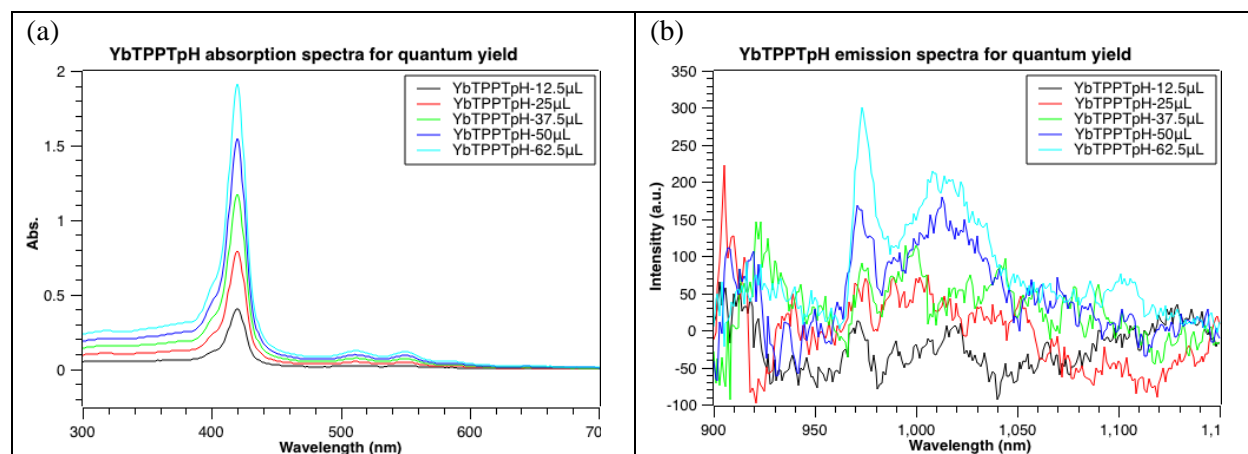 (a)
YbTPPTpH absorption spectra for quantum yield
2
1.5
1
0.5
0
Abs.
YbTPPTpH-12.5µL
YbTPPTpH-25µL
YbTPPTpH-37.5µL
YbTPPTpH-50µL
YbTPPTpH-62.5µL
300
400
500
600
70
Wavelength (nm)
(b)
YbTPPTpH emission spectra for quantum yield
350
300
250
200
150
100
50
0
-50
-100
Intensitty (a.u.)
YbTPPTpH-12.5µL
YbTPPTpH-25µL
YbTPPTpH-37.5µL
YbTPPTpH-50µL
YbTPPTpH-62.5µL
900
950
1,000
1,050
1,100
1,1
Wavelength (nm)